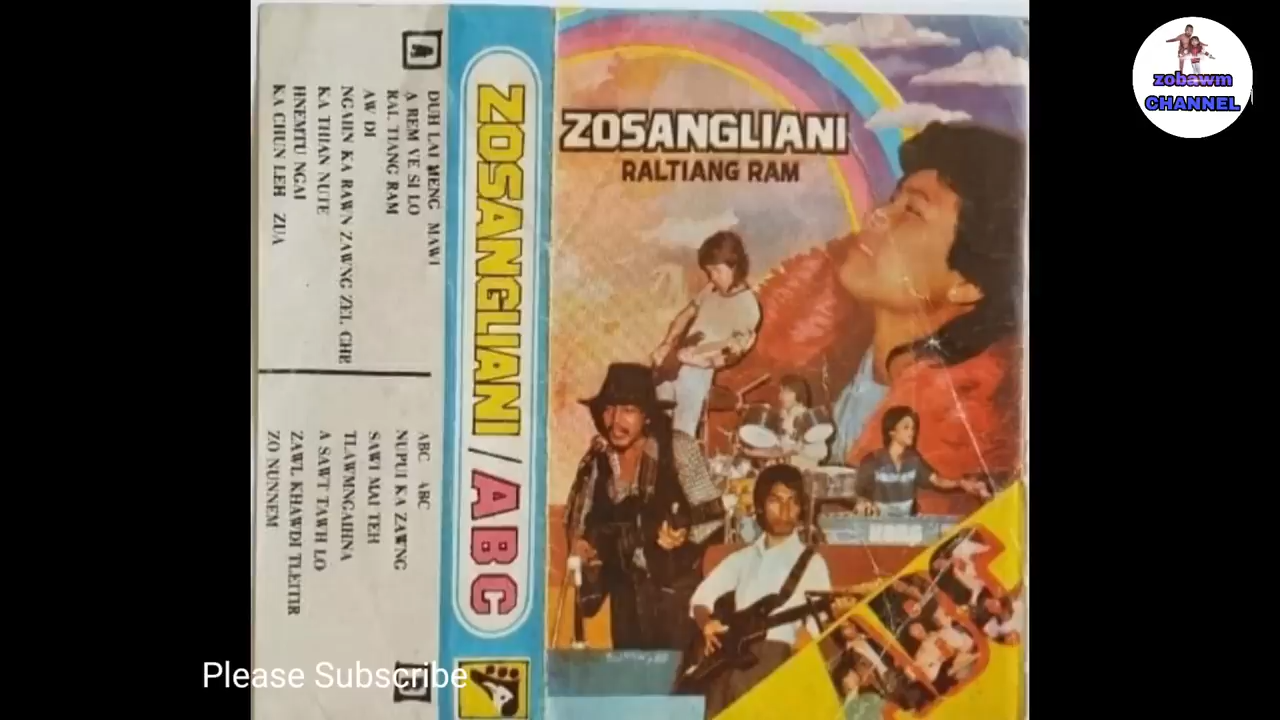 zobawm
CHANNEL
ZOSANGLIANI
RALTIANG RAM
ZOSANGLIANI / ABC
A
DUH LAI MENG MAWI
A REM VE SI LO
RAL TIANG RAM
AW DI
NGAIIN KA RAWN ZAWNG ZEL CHE
KA THIAN NUTE
HNEMTU NGAI
KA CHUN LEH ZUA
B
ABC ABC
NUPUI KA ZAWNG
SAWI MAI TEH
TLAWMNGAIHNA
A SAWT TAWH LO
ZAWL KHAWDI TLEITIR
ZO NUNNEM
Please Subscribe